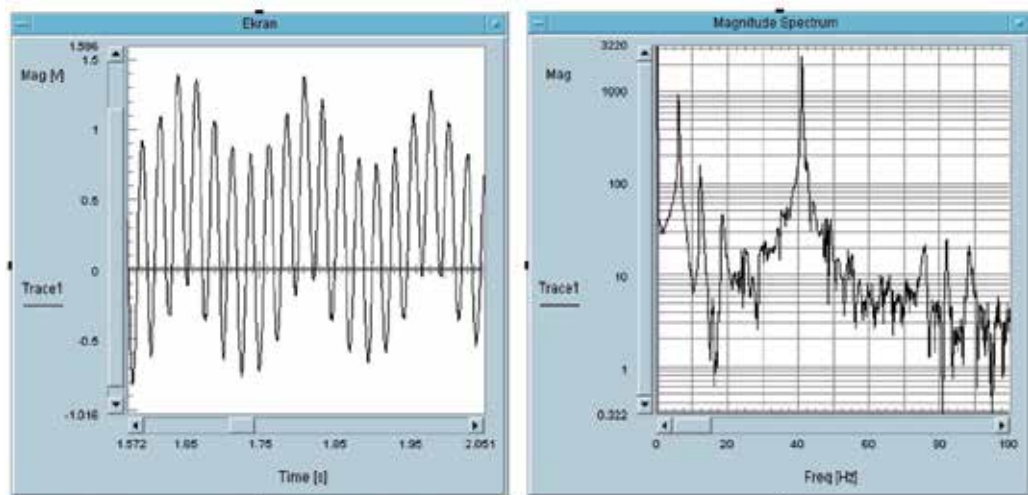 Ekran
1.596
1.5
Mag [V]
1
0.5
0
Trace1
-0.5
-1.016
1.572 1.65 1.75 1.85 1.95 2.051
Time [s]
Magnitude Spectrum
3220
Mag
1000
100
10
Trace1
1
0.322
0 20 40 60 80 100
Freq [Hz]